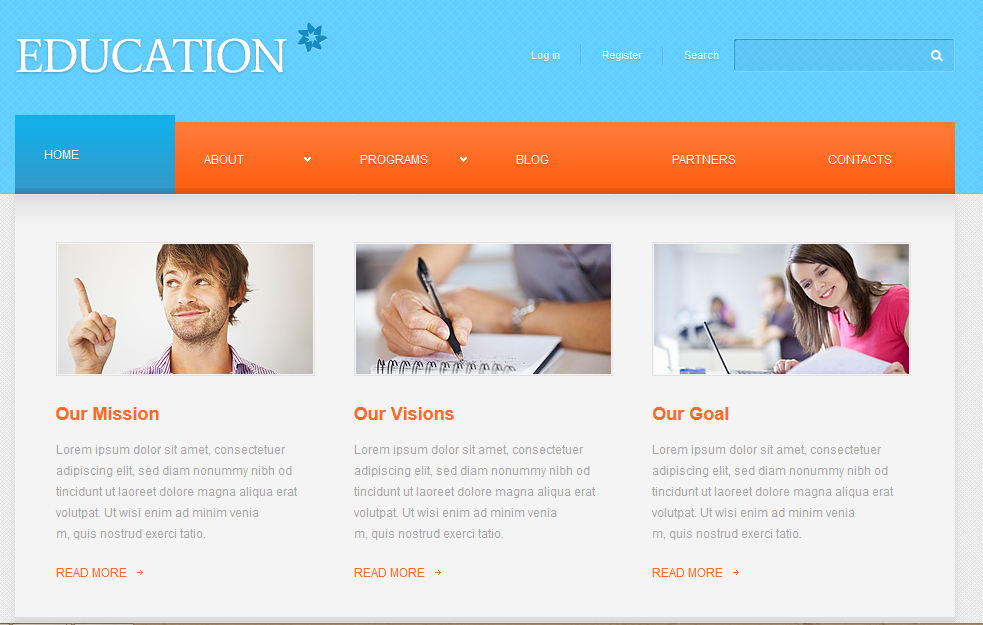 EDUCATION
Log in
Register
Search
HOME
ABOUT
PROGRAMS
BLOG
PARTNERS
CONTACTS
Our Mission
Lorem ipsum dolor sit amet, consectetuer
adipiscing elit, sed diam nonummy nibh od
tincidunt ut laoreet dolore magna aliqua erat
volutpat. Ut wisi enim ad minim venia
m, quis nostrud exerci tatio.
READ MORE
Our Visions
Lorem ipsum dolor sit amet, consectetuer
adipiscing elit, sed diam nonummy nibh od
tincidunt ut laoreet dolore magna aliqua erat
volutpat. Ut wisi enim ad minim venia
m, quis nostrud exerci tatio.
READ MORE
Our Goal
Lorem ipsum dolor sit amet, consectetuer
adipiscing elit, sed diam nonummy nibh od
tincidunt ut laoreet dolore magna aliqua erat
volutpat. Ut wisi enim ad minim venia
m, quis nostrud exerci tatio.
READ MORE